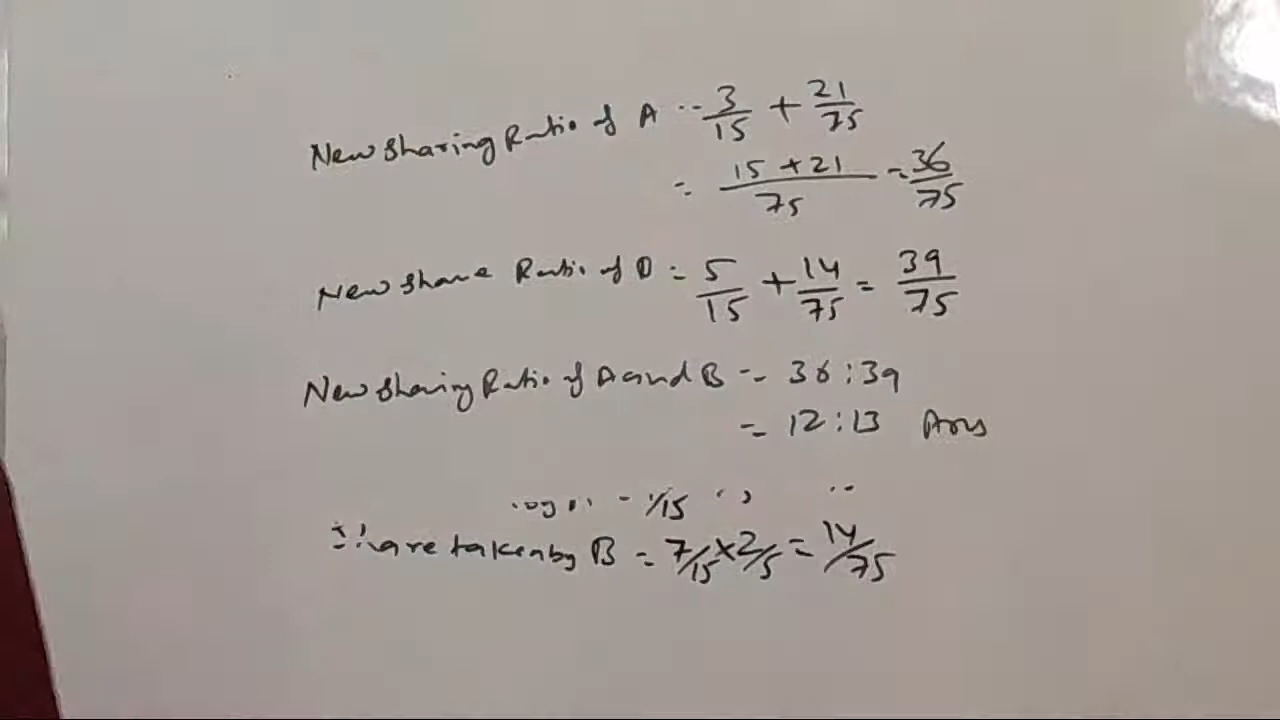 New sharing Ratio of A -- 3/15 + 21/75
= 15 + 21/75 = 36/75
New share Ratio of D = 5/15 + 14/75 = 39/75
New sharing Ratio of A and B = 36:39
= 12:13 Ans
1/15
Share taken by B = 7/15 x 2/5 = 14/75